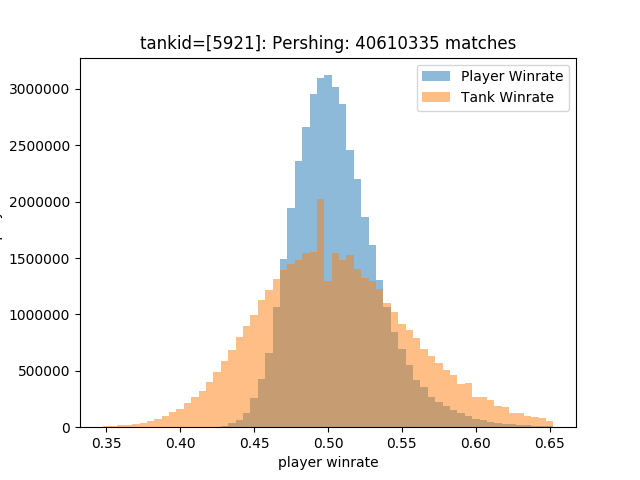 tankid=[5921]: Pershing: 40610335 matches
Player Winrate
Tank Winrate
3000000
2500000
2000000
1500000
1000000
500000
0
0.35 0.40 0.45 0.50 0.55 0.60 0.65
player winrate